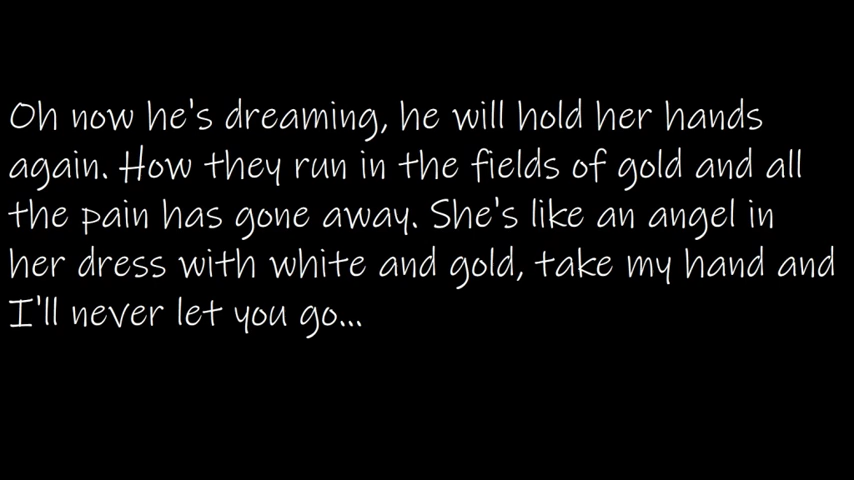 Oh now he's dreaming, he will hold her hands
again. How they run in the fields of gold and all
the pain has gone away. She's like an angel in
her dress with white and gold, take my hand and
I'll never let you go...